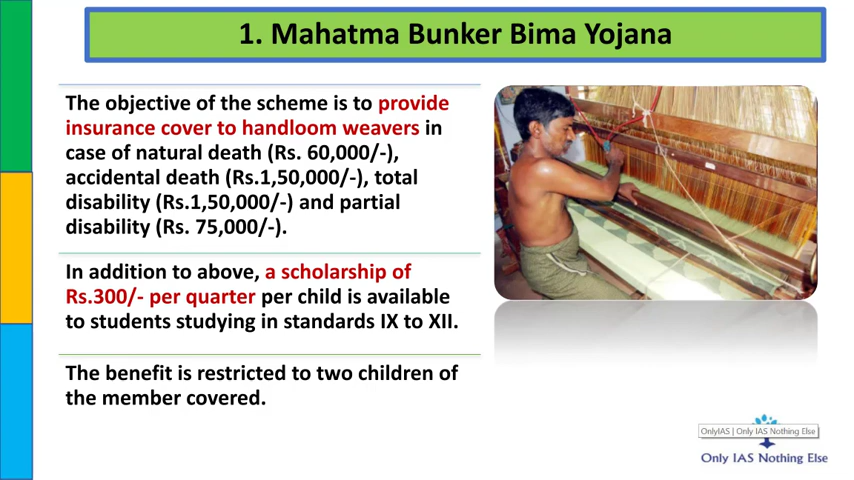 1. Mahatma Bunker Bima Yojana
The objective of the scheme is to provide
insurance cover to handloom weavers in
case of natural death (Rs. 60,000/-),
accidental death (Rs.1,50,000/-), total
disability (Rs.1,50,000/-) and partial
disability (Rs. 75,000/-).
In addition to above, a scholarship of
Rs.300/- per quarter per child is available
to students studying in standards IX to XII.
The benefit is restricted to two children of
the member covered.
OnlyIAS | Only IAS Nothing Else
Only IAS Nothing Else